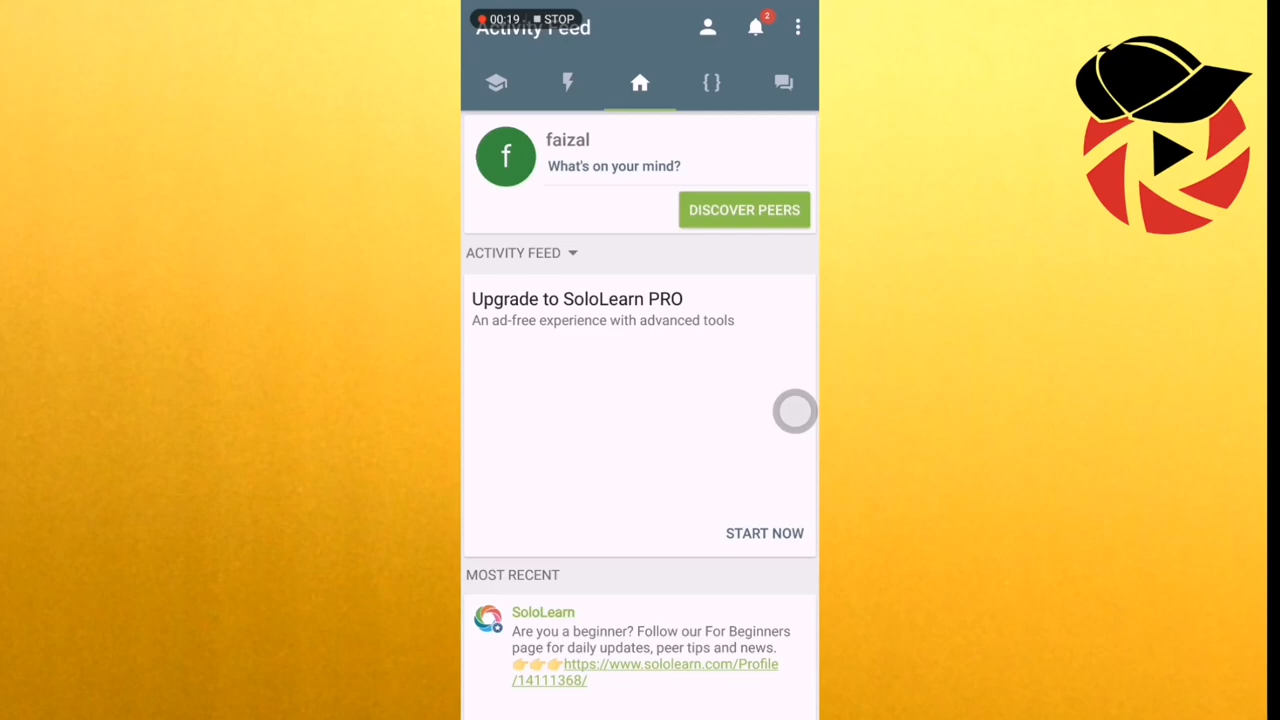 00:19 STOP
Activity Feed
2
f
faizal
What's on your mind?
DISCOVER PEERS
ACTIVITY FEED
Upgrade to SoloLearn PRO
An ad-free experience with advanced tools
START NOW
MOST RECENT
SoloLearn
Are you a beginner? Follow our For Beginners
page for daily updates, peer tips and news.
👉👉👉https://www.sololearn.com/Profile
/14111368/